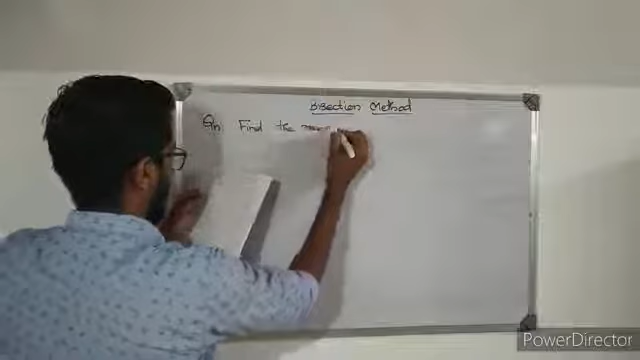 Bisection Method
Qn: Find the
PowerDirector